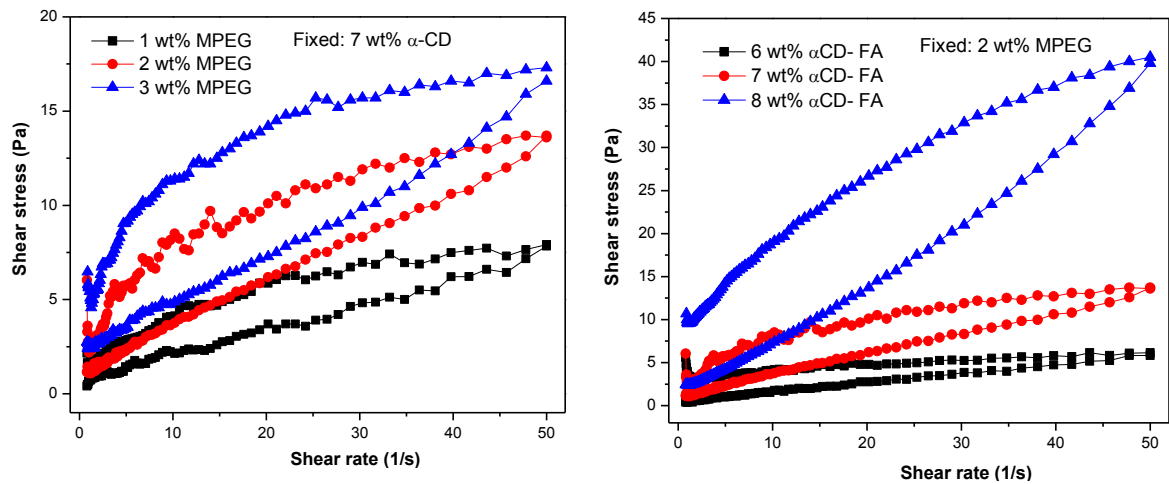 20
15
10
5
0
Shear stress (Pa)
1 wt% MPEG
2 wt% MPEG
3 wt% MPEG
Fixed: 7 wt% α-CD
0 10 20 30 40 50
Shear rate (1/s)
45
40
35
30
25
20
15
10
5
0
Shear stress (Pa)
6 wt% αCD- FA
7 wt% αCD- FA
8 wt% αCD- FA
Fixed: 2 wt% MPEG
0 10 20 30 40 50
Shear rate (1/s)